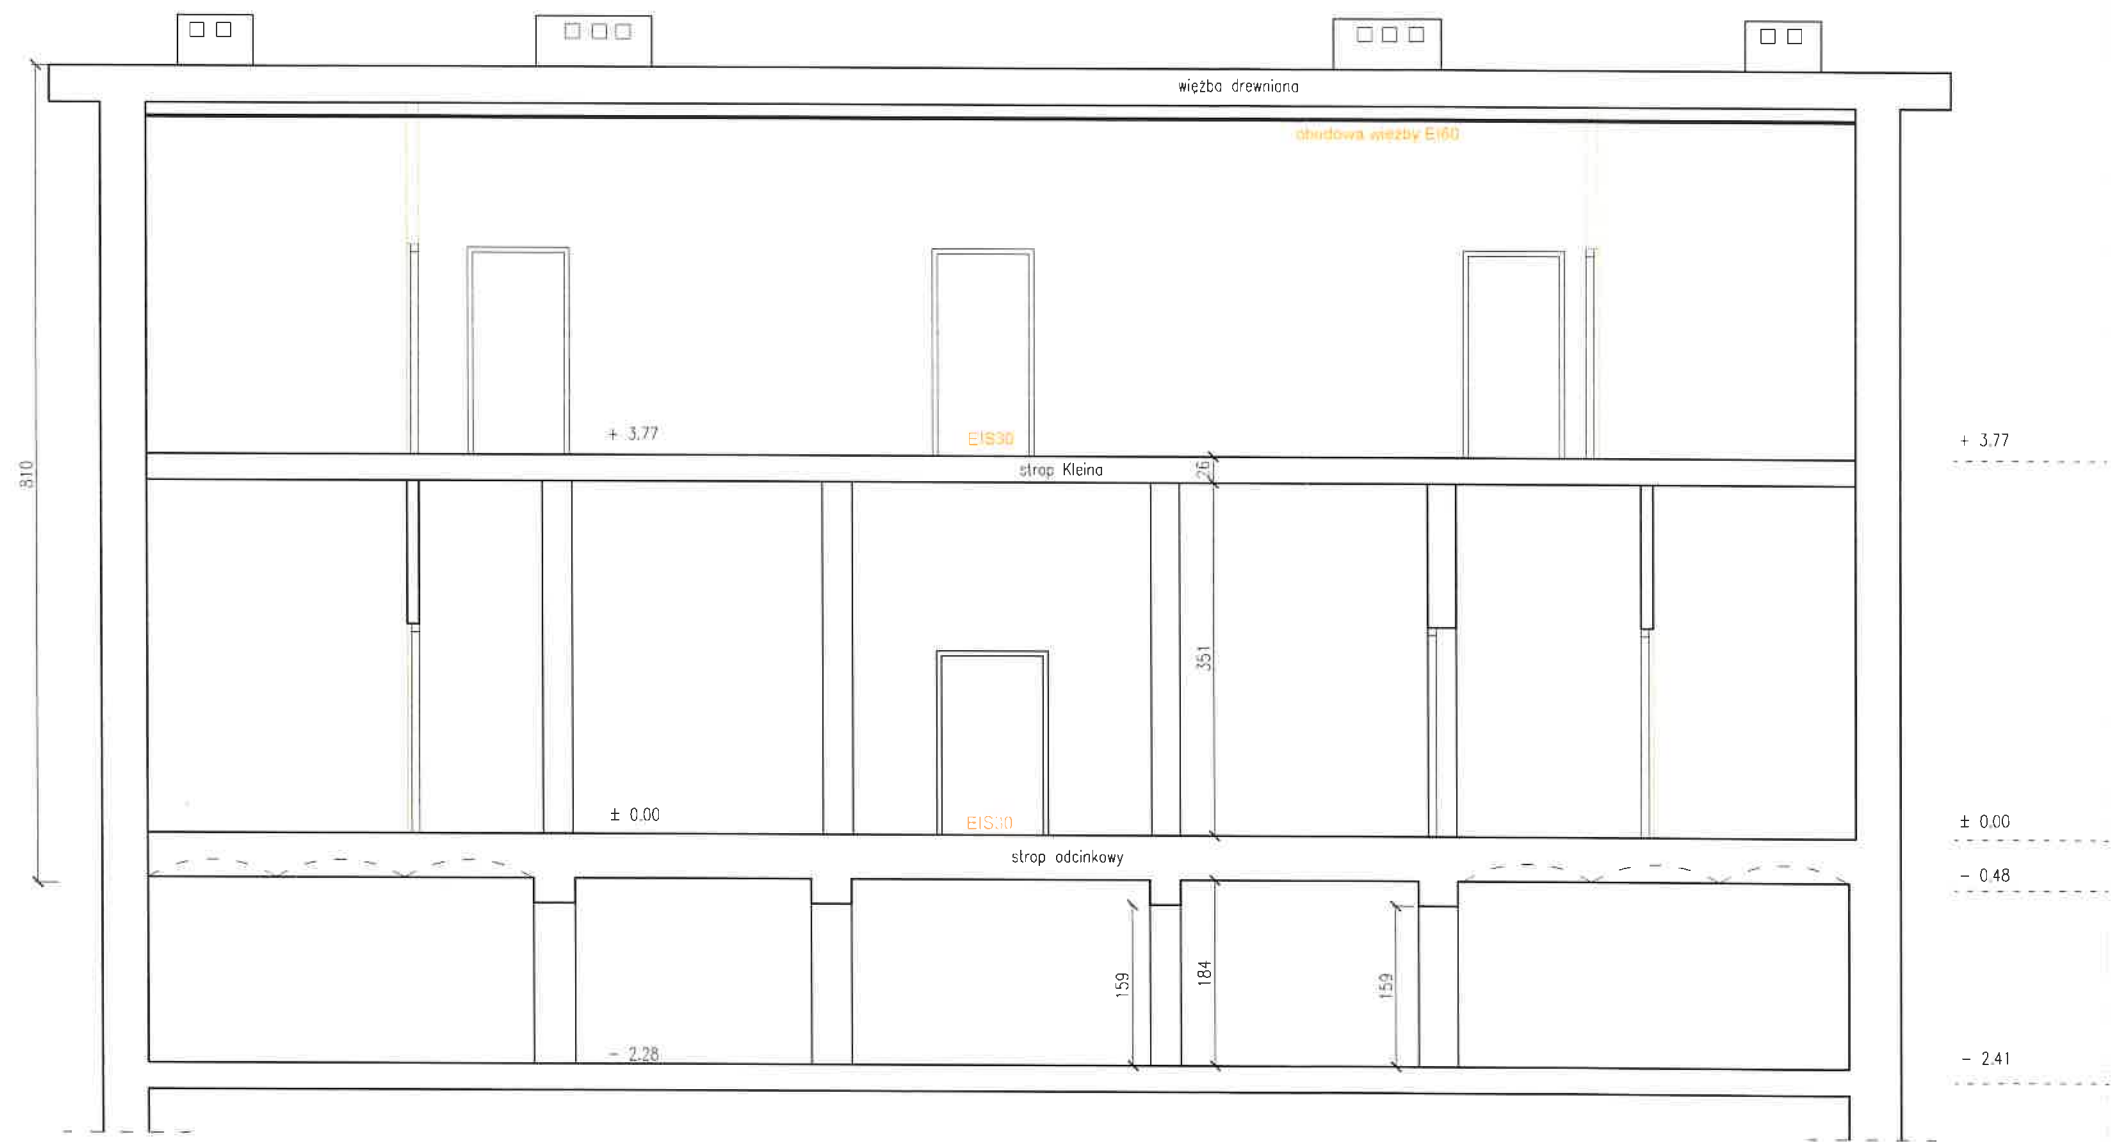 więźba drewniana
obudowa więźby EI60
+ 3.77
EIS30
+ 3.77
strop Kleina
26
810
351
± 0.00
EIS30
± 0.00
strop odcinkowy
- 0.48
159
184
159
- 2.28
- 2.41